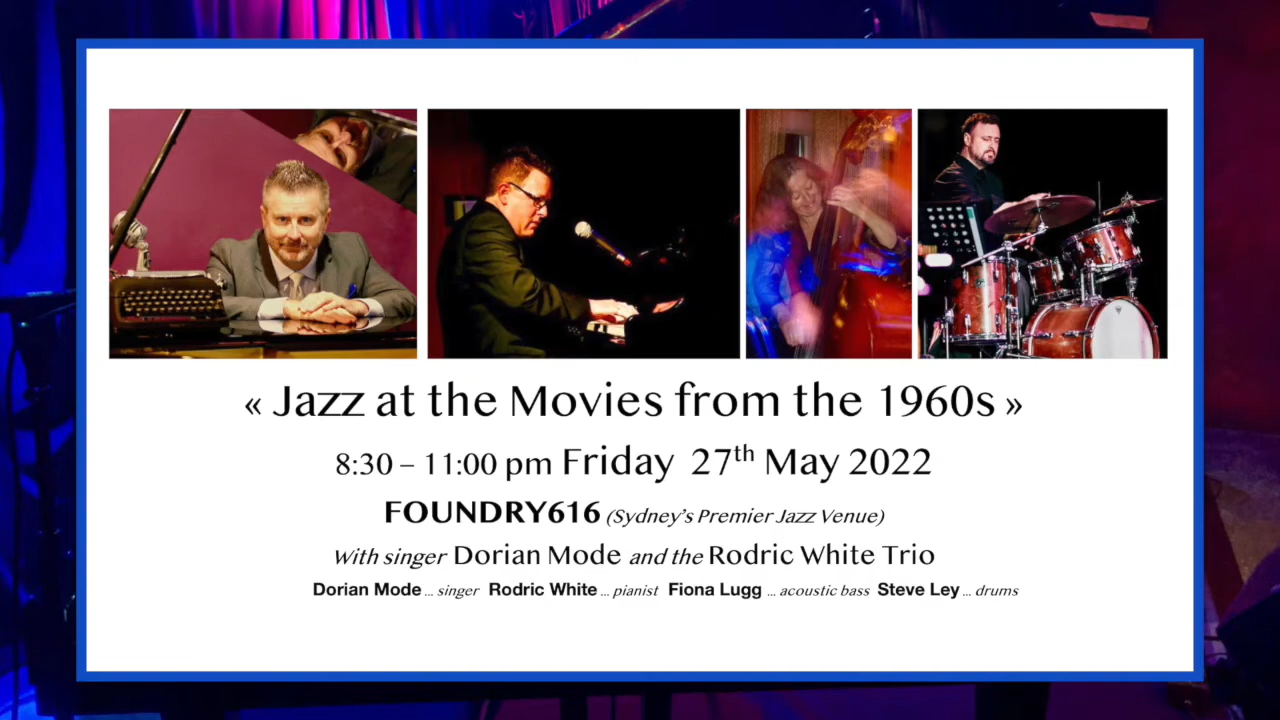 « Jazz at the Movies from the 1960s »
8:30 – 11:00 pm Friday 27th May 2022
FOUNDRY616 (Sydney's Premier Jazz Venue)
With singer Dorian Mode and the Rodric White Trio
Dorian Mode ... singer Rodric White ... pianist Fiona Lugg ... acoustic bass Steve Ley ... drums